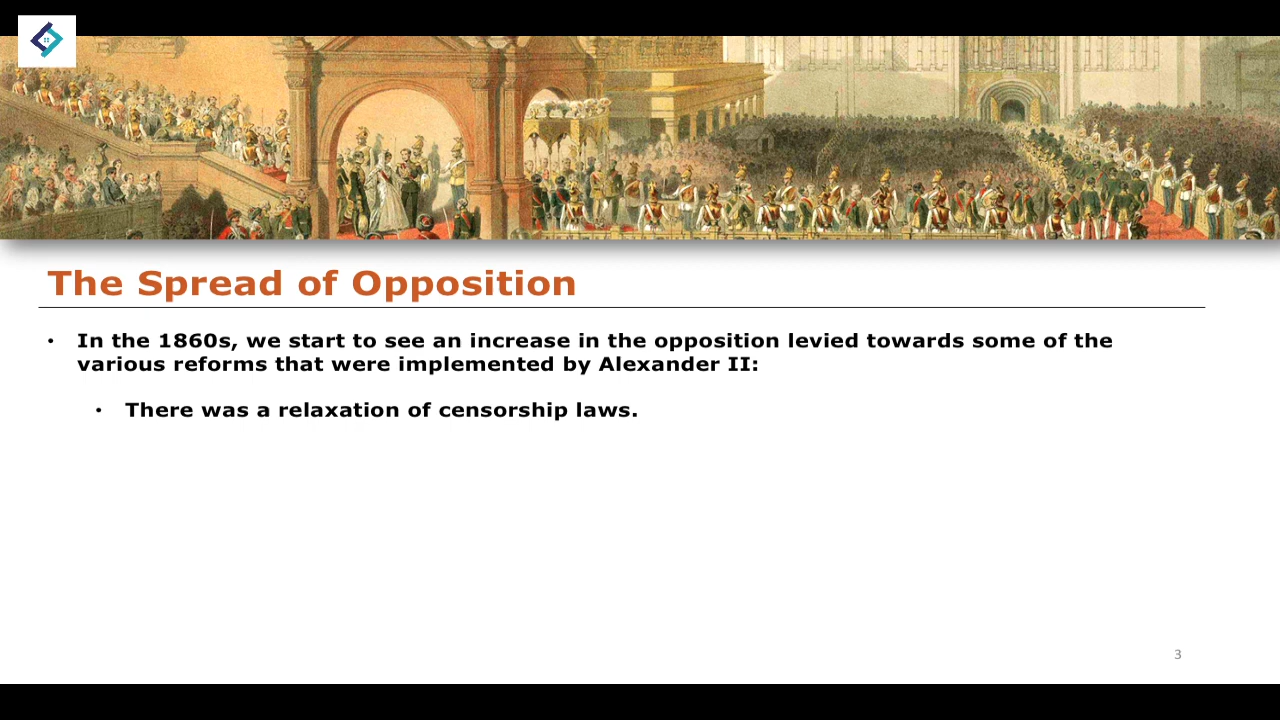 The Spread of Opposition
• In the 1860s, we start to see an increase in the opposition levied towards some of the
various reforms that were implemented by Alexander II:
• There was a relaxation of censorship laws.
3